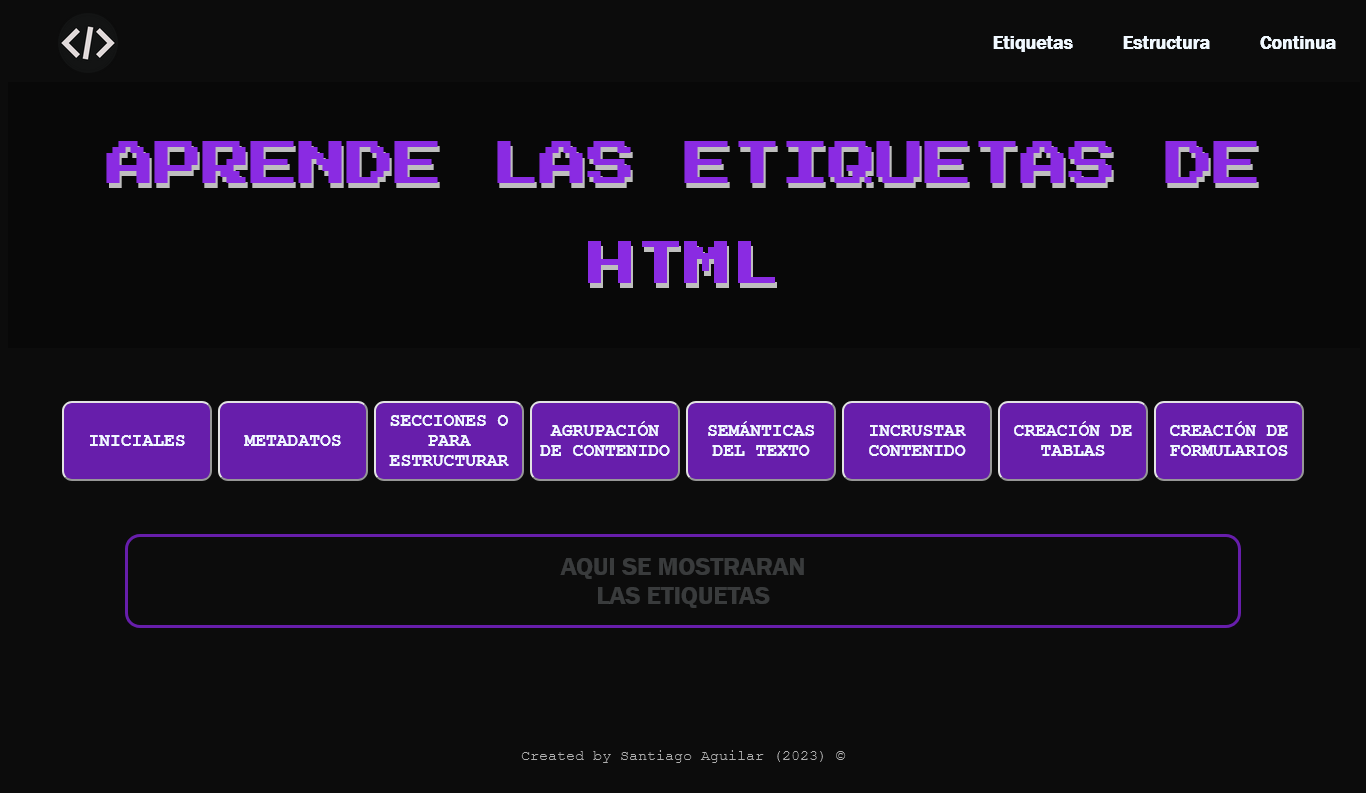 </>
Etiquetas Estructura Continua
APRENDE LAS ETIQUETAS DE
HTML
INICIALES
METADATOS
SECCIONES O
PARA
ESTRUCTURAR
AGRUPACIÓN
DE CONTENIDO
SEMÁNTICAS
DEL TEXTO
INCRUSTAR
CONTENIDO
CREACIÓN DE
TABLAS
CREACIÓN DE
FORMULARIOS
AQUI SE MOSTRARAN
LAS ETIQUETAS
Created by Santiago Aguilar (2023) ©